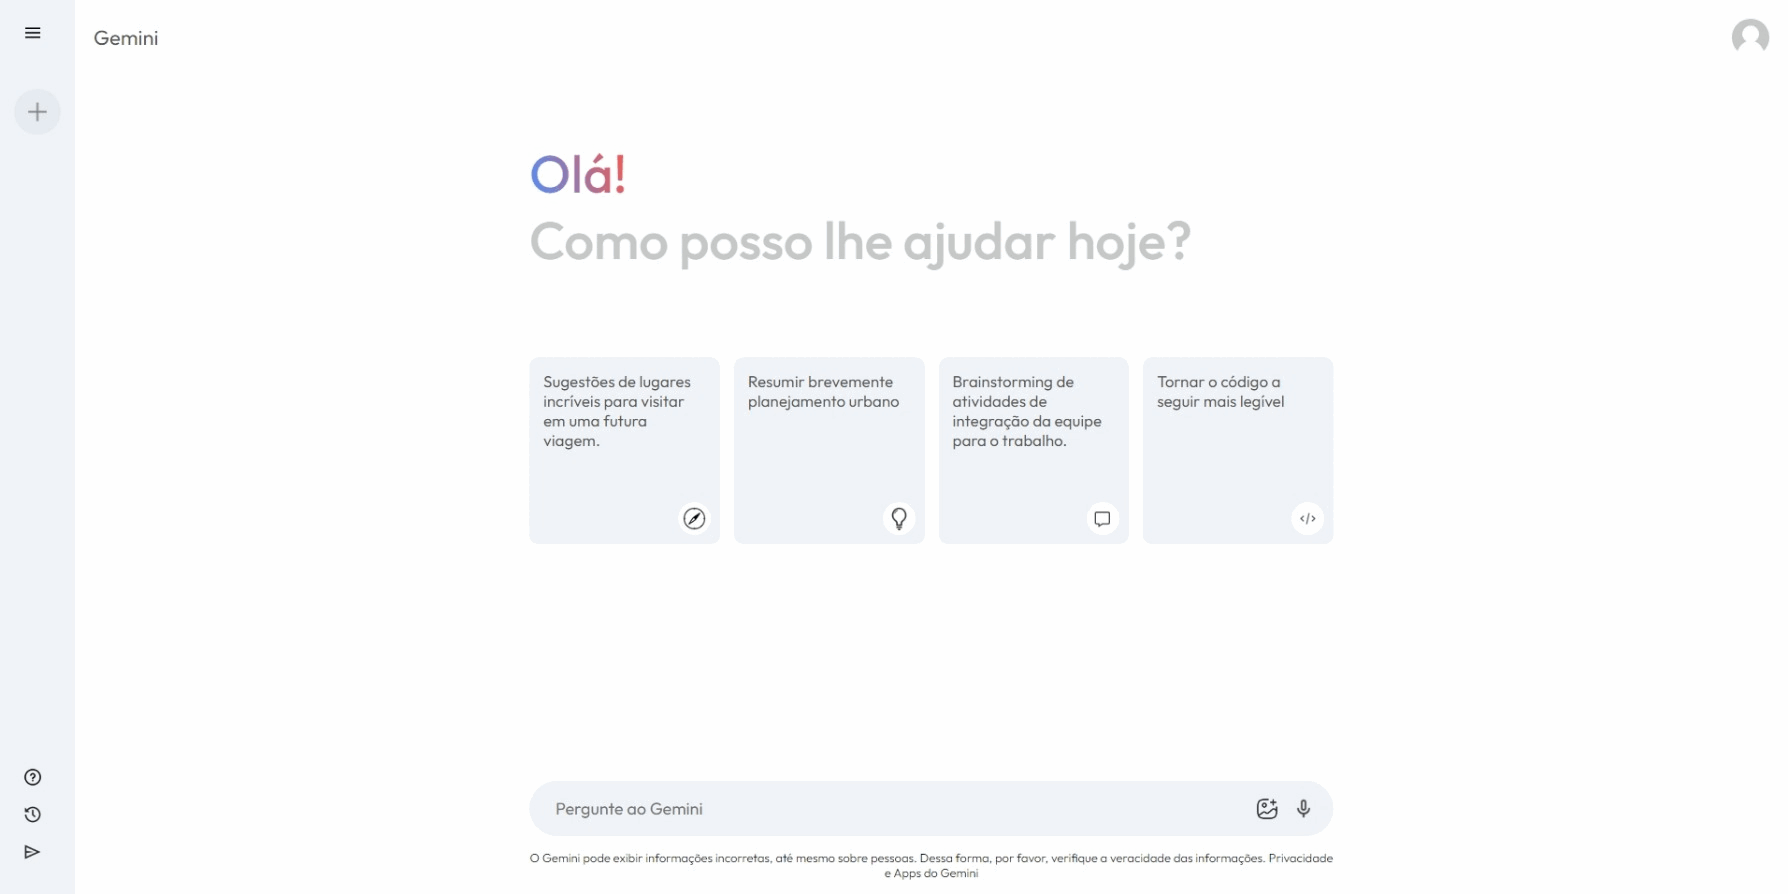 Gemini
Olá!
Como posso lhe ajudar hoje?
Sugestões de lugares
incríveis para visitar
em uma futura
viagem.
Resumir brevemente
planejamento urbano
Brainstorming de
atividades de
integração da equipe
para o trabalho.
Tornar o código a
seguir mais legível
Pergunte ao Gemini
O Gemini pode exibir informações incorretas, até mesmo sobre pessoas. Dessa forma, por favor, verifique a veracidade das informações. Privacidade
e Apps do Gemini